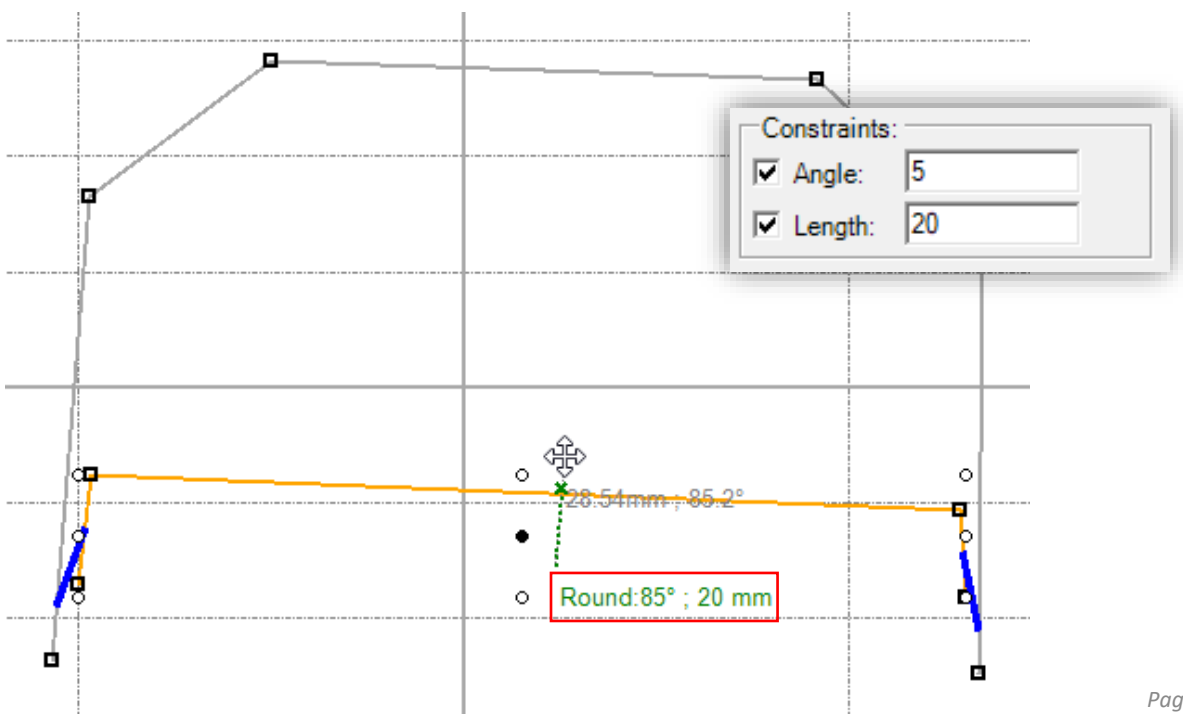 Constraints:
Angle: 5
Length: 20
28.54mm ; 85.2°
Round:85° ; 20 mm
Pag